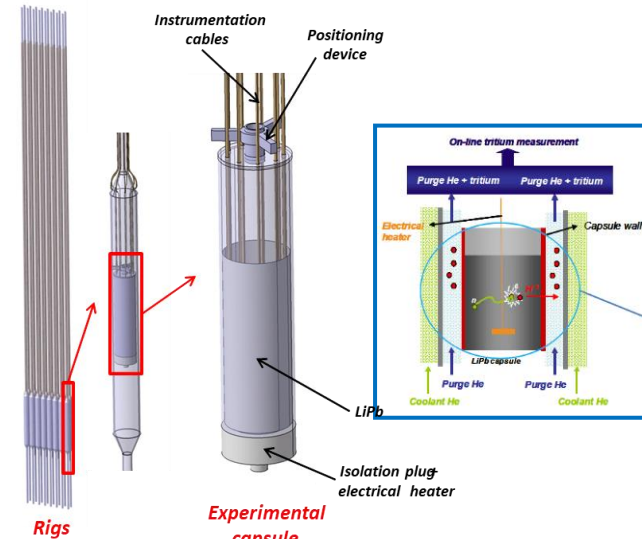 Instrumentation
cables
Positioning
device
LiPb
Isolation plug+
electrical heater
Rigs
Experimental
capsule
On-line tritium measurement
Purge He + tritium
Purge He + tritium
Electrical
heater
Capsule wall
n
LiPb capsule
Purge He
Purge He
Coolant He
Coolant He